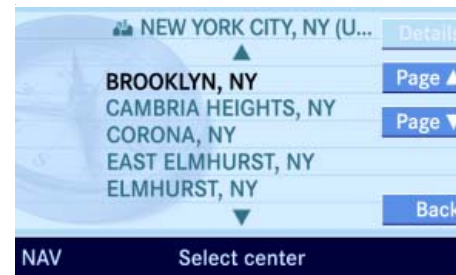 NEW YORK CITY, NY (U...
Details
BROOKLYN, NY
Page ▲
CAMBRIA HEIGHTS, NY
CORONA, NY
Page ▼
EAST ELMHURST, NY
ELMHURST, NY
Back
NAV Select center